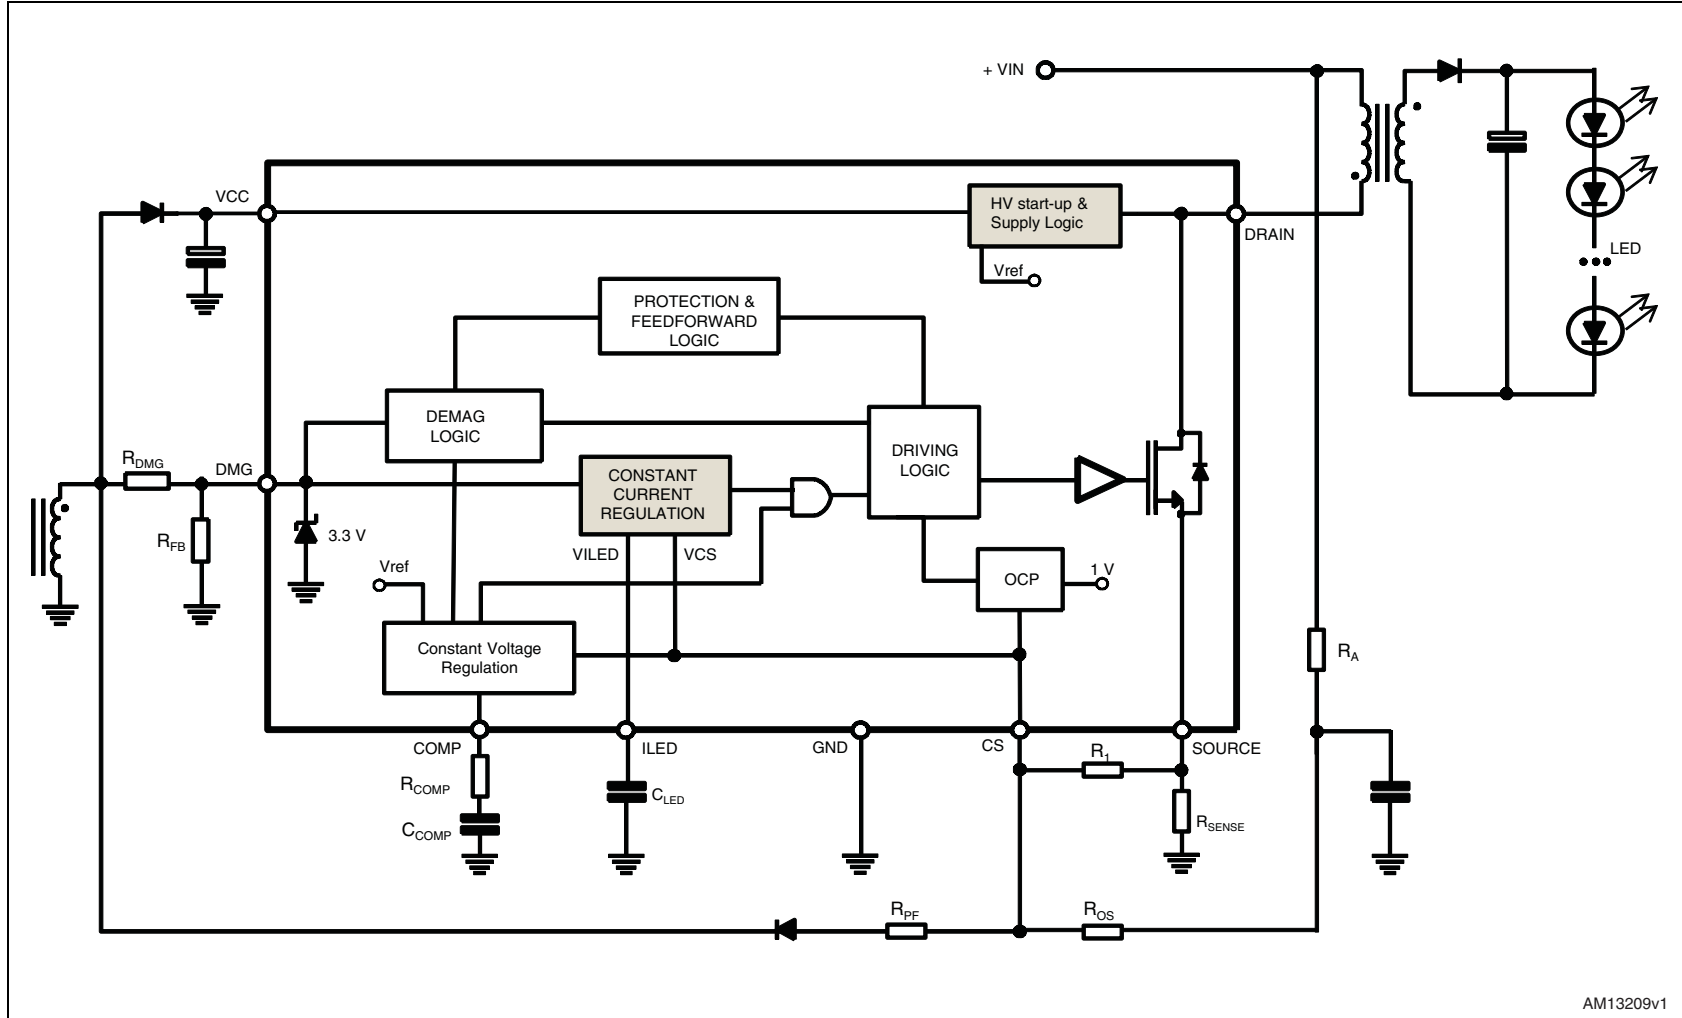 + VIN
VCC
HV start-up &
Supply Logic
DRAIN
LED
Vref
PROTECTION &
FEEDFORWARD
LOGIC
DEMAG
LOGIC
DRIVING
LOGIC
RDMG
DMG
CONSTANT
CURRENT
REGULATION
RFB
3.3 V
VILED
VCS
Vref
OCP
1 V
Constant Voltage
Regulation
RA
COMP
ILED
GND
CS
SOURCE
R1
RCOMP
CLED
RSENSE
CCOMP
RPF
ROS
AM13209v1